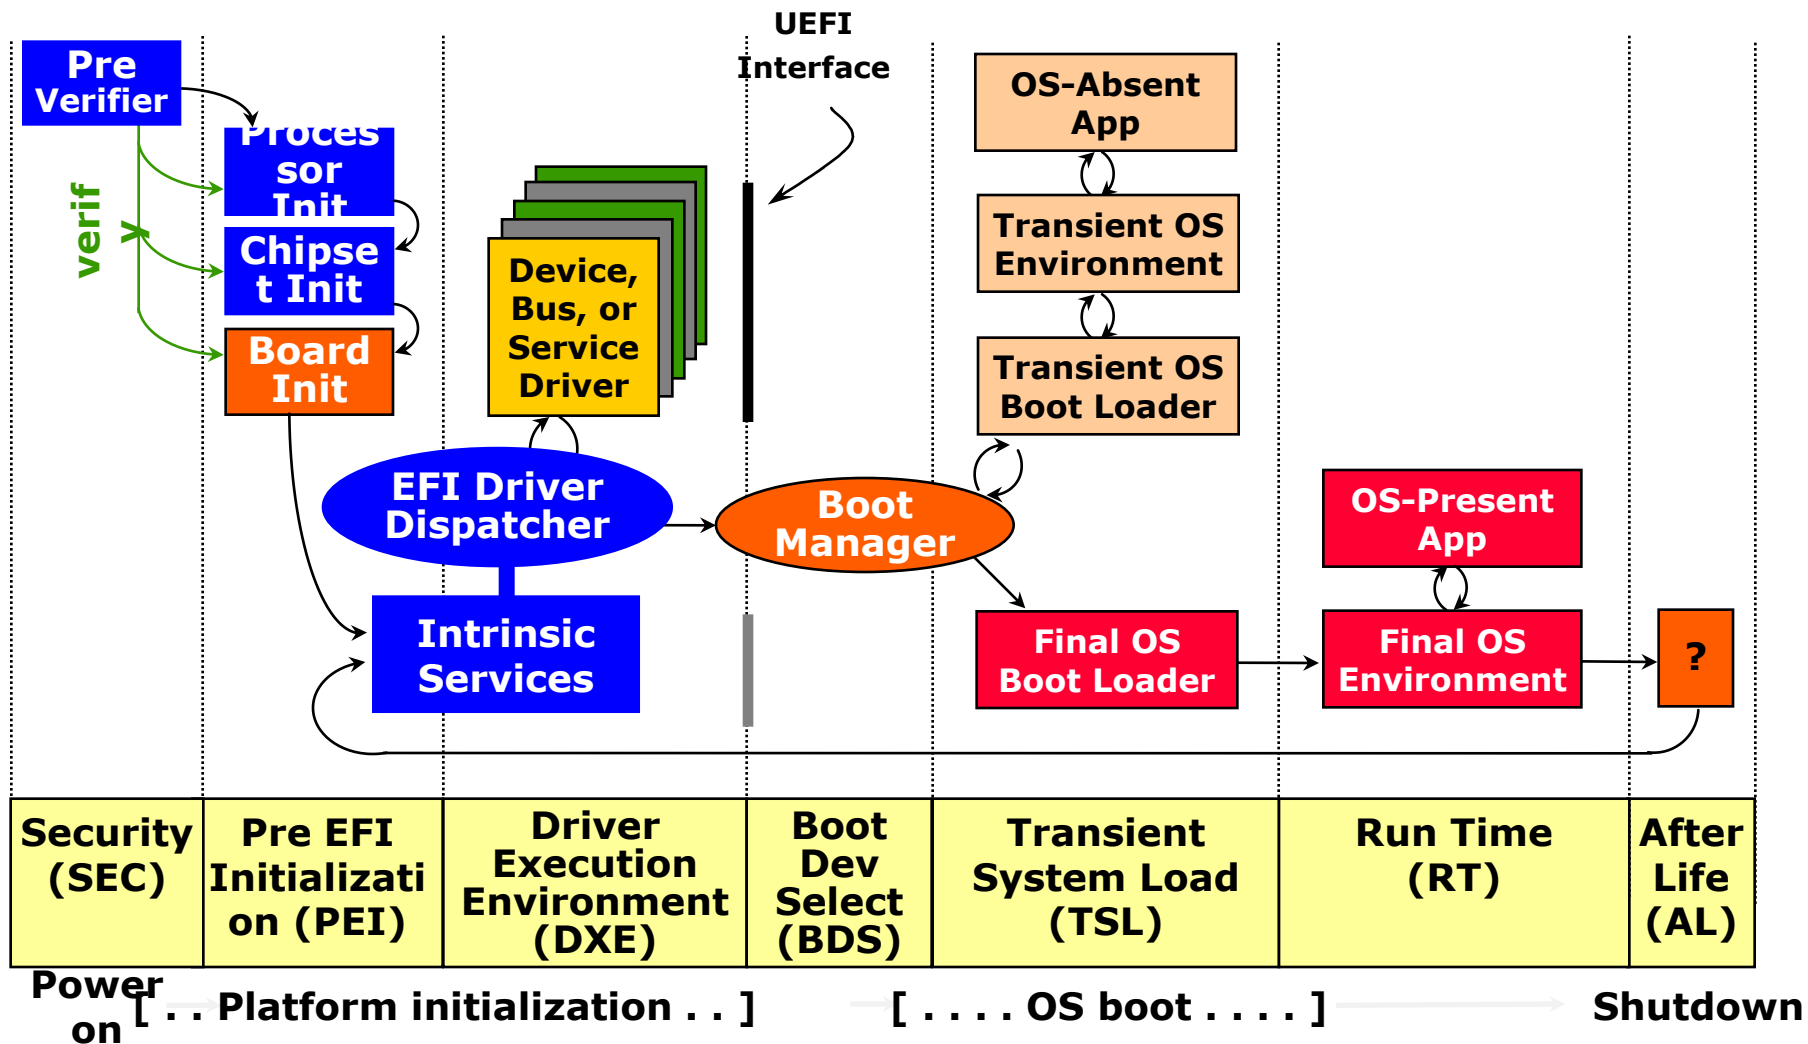 UEFI
Interface
Pre
Verifier
Proces
sor
Init
verif
y
Chipse
t Init
Board
Init
Device,
Bus, or
Service
Driver
EFI Driver
Dispatcher
Intrinsic
Services
Boot
Manager
OS-Absent
App
Transient OS
Environment
Transient OS
Boot Loader
Final OS
Boot Loader
OS-Present
App
Final OS
Environment
?
Security
(SEC)
Pre EFI
Initializati
on (PEI)
Driver
Execution
Environment
(DXE)
Boot
Dev
Select
(BDS)
Transient
System Load
(TSL)
Run Time
(RT)
After
Life
(AL)
Power
on
[ . . Platform initialization . . ]
[ . . . . OS boot . . . . ]
Shutdown